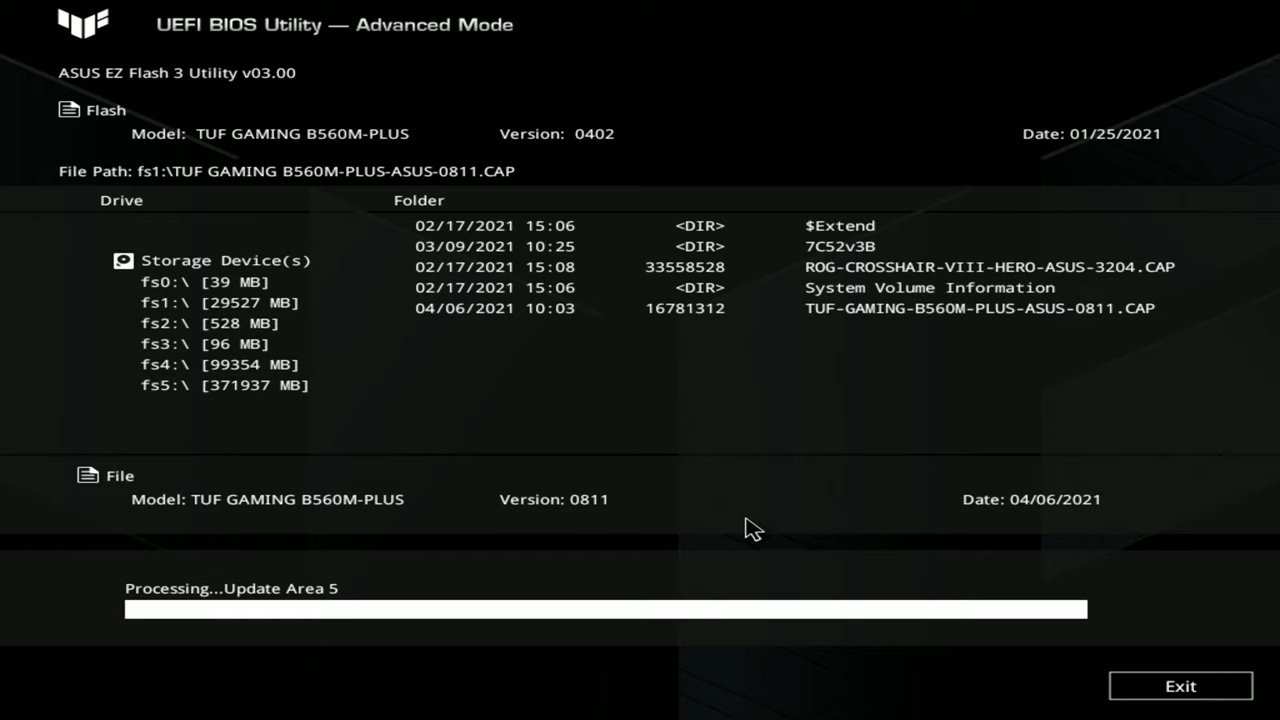 UEFI BIOS Utility — Advanced Mode
ASUS EZ Flash 3 Utility v03.00
Flash
Model: TUF GAMING B560M-PLUS Version: 0402 Date: 01/25/2021
File Path: fs1:\TUF GAMING B560M-PLUS-ASUS-0811.CAP
Drive Folder
02/17/2021 15:06 <DIR> $Extend
03/09/2021 10:25 <DIR> 7C52v3B
Storage Device(s) 02/17/2021 15:08 33558528 ROG-CROSSHAIR-VIII-HERO-ASUS-3204.CAP
fs0:\ [39 MB] 02/17/2021 15:06 <DIR> System Volume Information
fs1:\ [29527 MB] 04/06/2021 10:03 16781312 TUF-GAMING-B560M-PLUS-ASUS-0811.CAP
fs2:\ [528 MB]
fs3:\ [96 MB]
fs4:\ [99354 MB]
fs5:\ [371937 MB]
File
Model: TUF GAMING B560M-PLUS Version: 0811 Date: 04/06/2021
Processing...Update Area 5
Exit